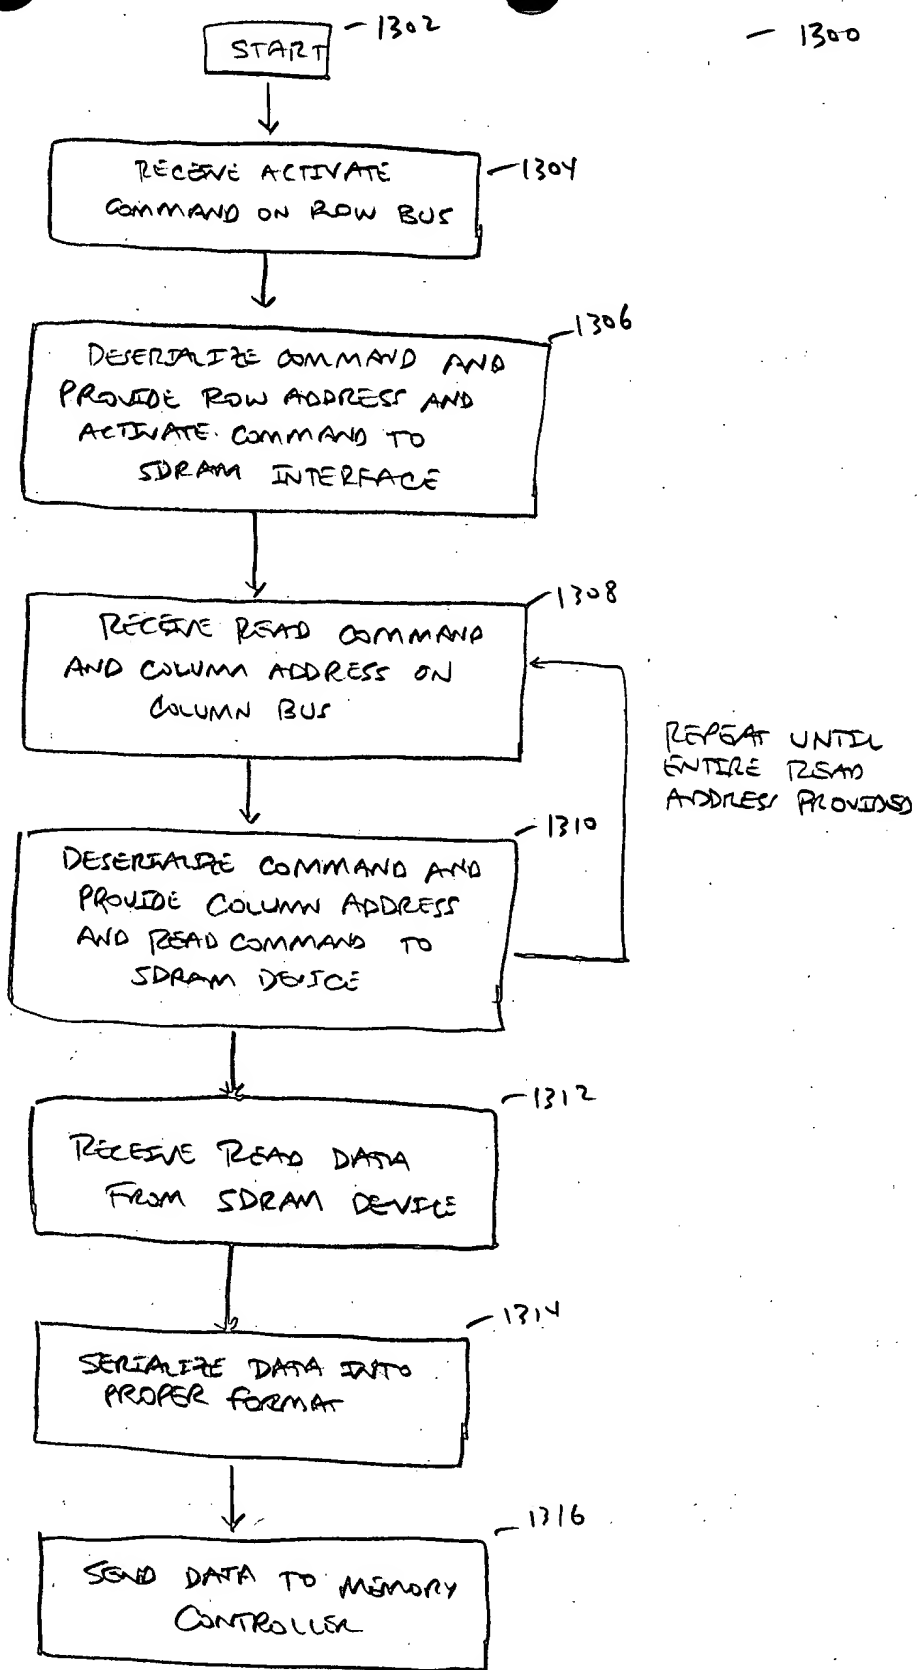 1300
START
1302
RECEIVE ACTIVATE
COMMAND ON ROW BUS
1304
DESERIALIZE COMMAND AND
PROVIDE ROW ADDRESS AND
ACTIVATE COMMAND TO
SDRAM INTERFACE
1306
RECEIVE READ COMMAND
AND COLUMN ADDRESS ON
COLUMN BUS
1308
REPEAT UNTIL
ENTIRE READ
ADDRESS PROVIDED
DESERIALIZE COMMAND AND
PROVIDE COLUMN ADDRESS
AND READ COMMAND TO
SDRAM DEVICE
1310
RECEIVE READ DATA
FROM SDRAM DEVICE
1312
SERIALIZE DATA INTO
PROPER FORMAT
1314
SEND DATA TO MEMORY
CONTROLLER
1316